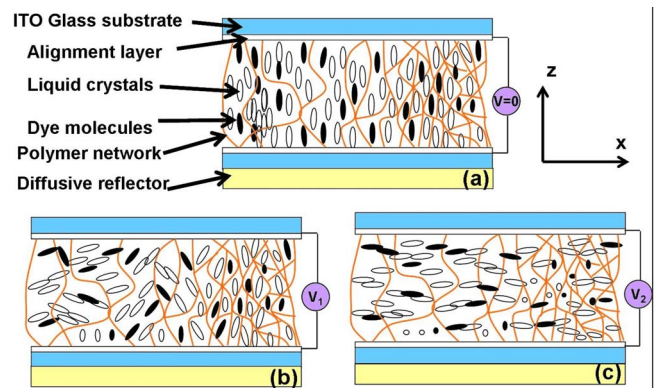 ITO Glass substrate
Alignment layer
Liquid crystals
Dye molecules
Polymer network
Diffusive reflector
V=0
(a)
z
x
V1
(b)
V2
(c)